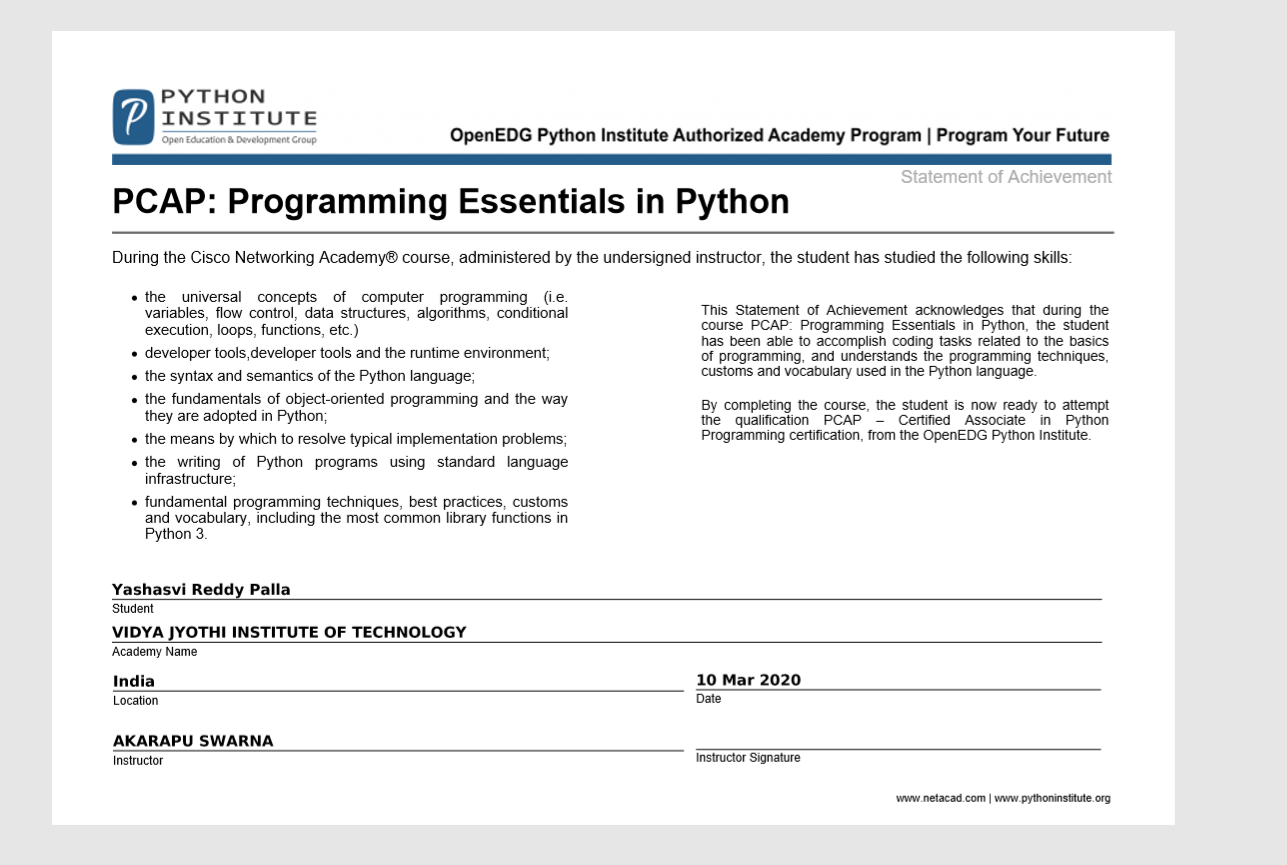 PYTHON
INSTITUTE
Open Education & Development Group
OpenEDG Python Institute Authorized Academy Program | Program Your Future
Statement of Achievement
PCAP: Programming Essentials in Python
During the Cisco Networking Academy® course, administered by the undersigned instructor, the student has studied the following skills:
• the universal concepts of computer programming (i.e.
variables, flow control, data structures, algorithms, conditional
execution, loops, functions, etc.)
• developer tools,developer tools and the runtime environment;
• the syntax and semantics of the Python language;
• the fundamentals of object-oriented programming and the way
they are adopted in Python;
• the means by which to resolve typical implementation problems;
• the writing of Python programs using standard language
infrastructure;
• fundamental programming techniques, best practices, customs
and vocabulary, including the most common library functions in
Python 3.
This Statement of Achievement acknowledges that during the
course PCAP: Programming Essentials in Python, the student
has been able to accomplish coding tasks related to the basics
of programming, and understands the programming techniques,
customs and vocabulary used in the Python language.
By completing the course, the student is now ready to attempt
the qualification PCAP – Certified Associate in Python
Programming certification, from the OpenEDG Python Institute.
Yashasvi Reddy Palla
Student
VIDYA JYOTHI INSTITUTE OF TECHNOLOGY
Academy Name
India
Location
10 Mar 2020
Date
AKARAPU SWARNA
Instructor
Instructor Signature
www.netacad.com | www.pythoninstitute.org